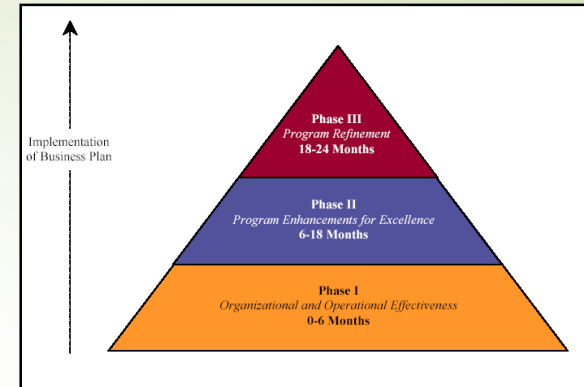 Phase III
Program Refinement
18-24 Months
Implementation
of Business Plan
Phase II
Program Enhancements for Excellence
6-18 Months
Phase I
Organizational and Operational Effectiveness
0-6 Months